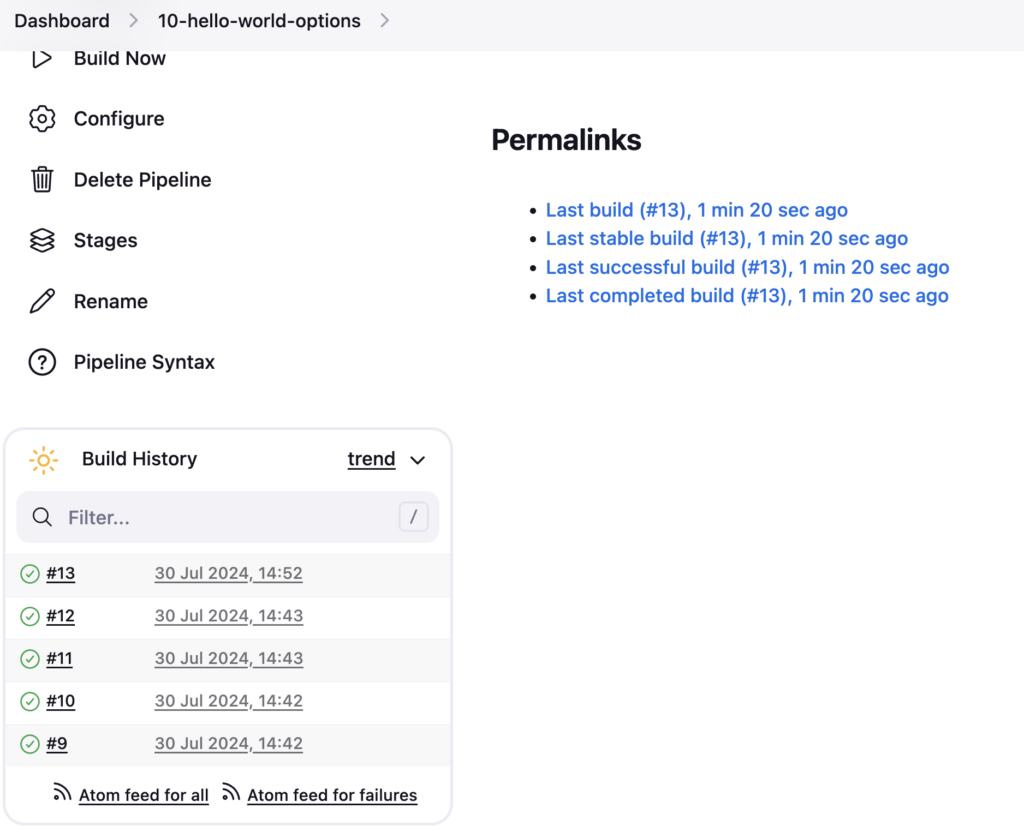 Dashboard > 10-hello-world-options >
Build Now
Configure
Delete Pipeline
Stages
Rename
Pipeline Syntax
Permalinks
• Last build (#13), 1 min 20 sec ago
• Last stable build (#13), 1 min 20 sec ago
• Last successful build (#13), 1 min 20 sec ago
• Last completed build (#13), 1 min 20 sec ago
Build History trend
Filter... /
#13 30 Jul 2024, 14:52
#12 30 Jul 2024, 14:43
#11 30 Jul 2024, 14:43
#10 30 Jul 2024, 14:42
#9 30 Jul 2024, 14:42
Atom feed for all Atom feed for failures